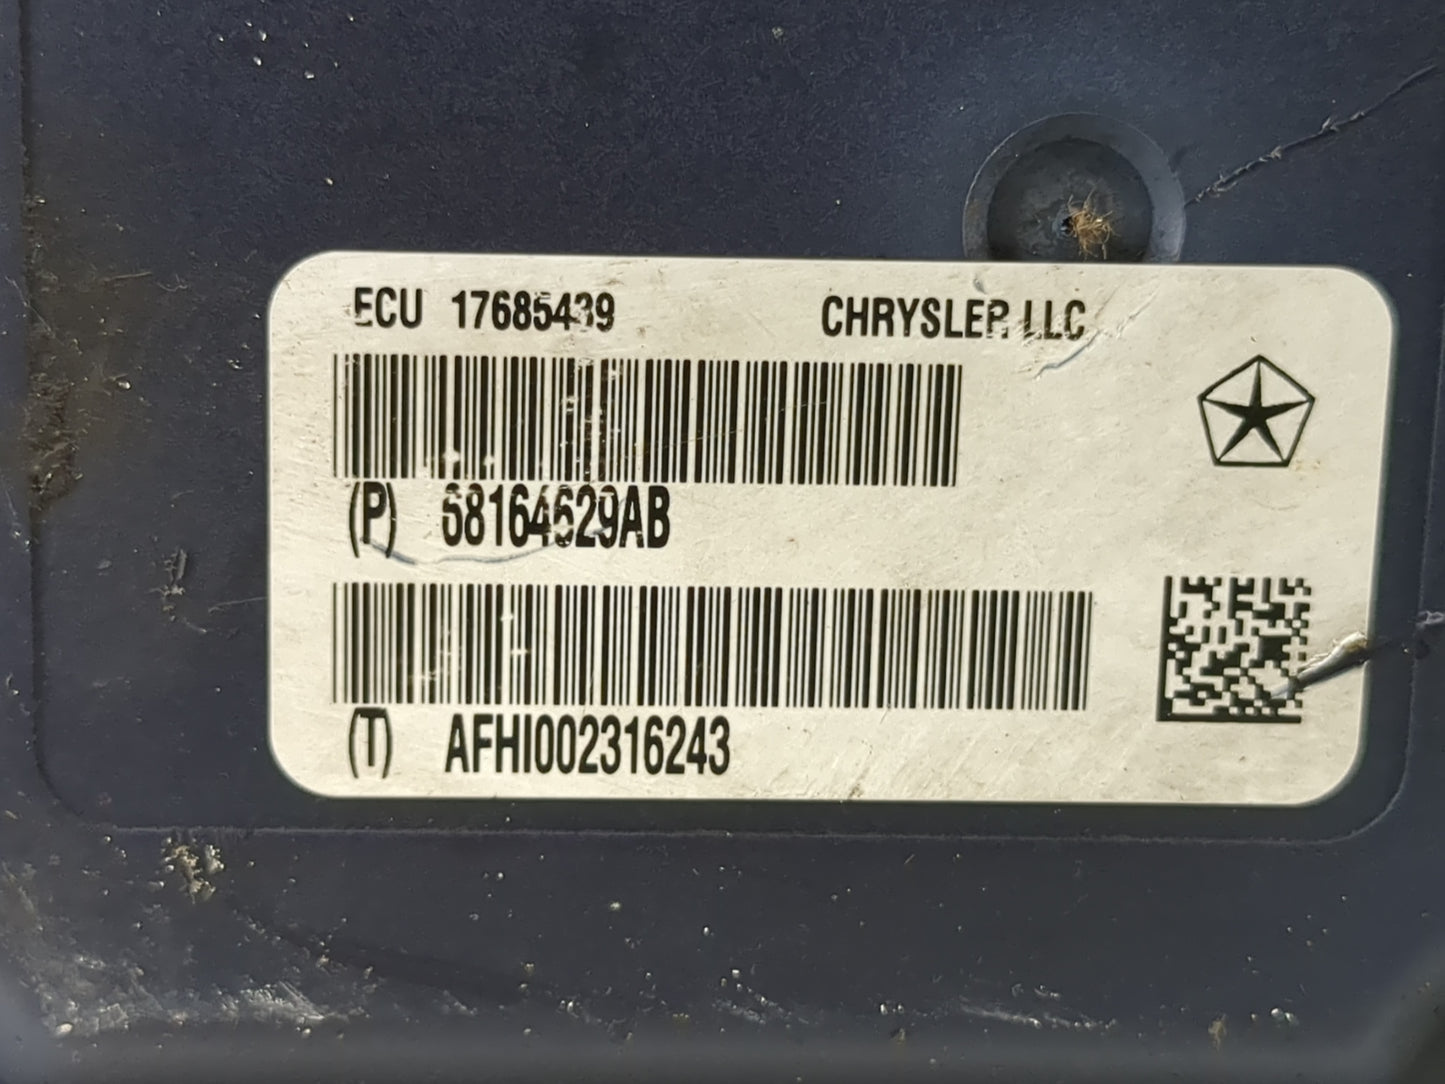 ECU 17685439 CHRYSLER LLC
(P) 68164629AB
(T) AFHI002316243